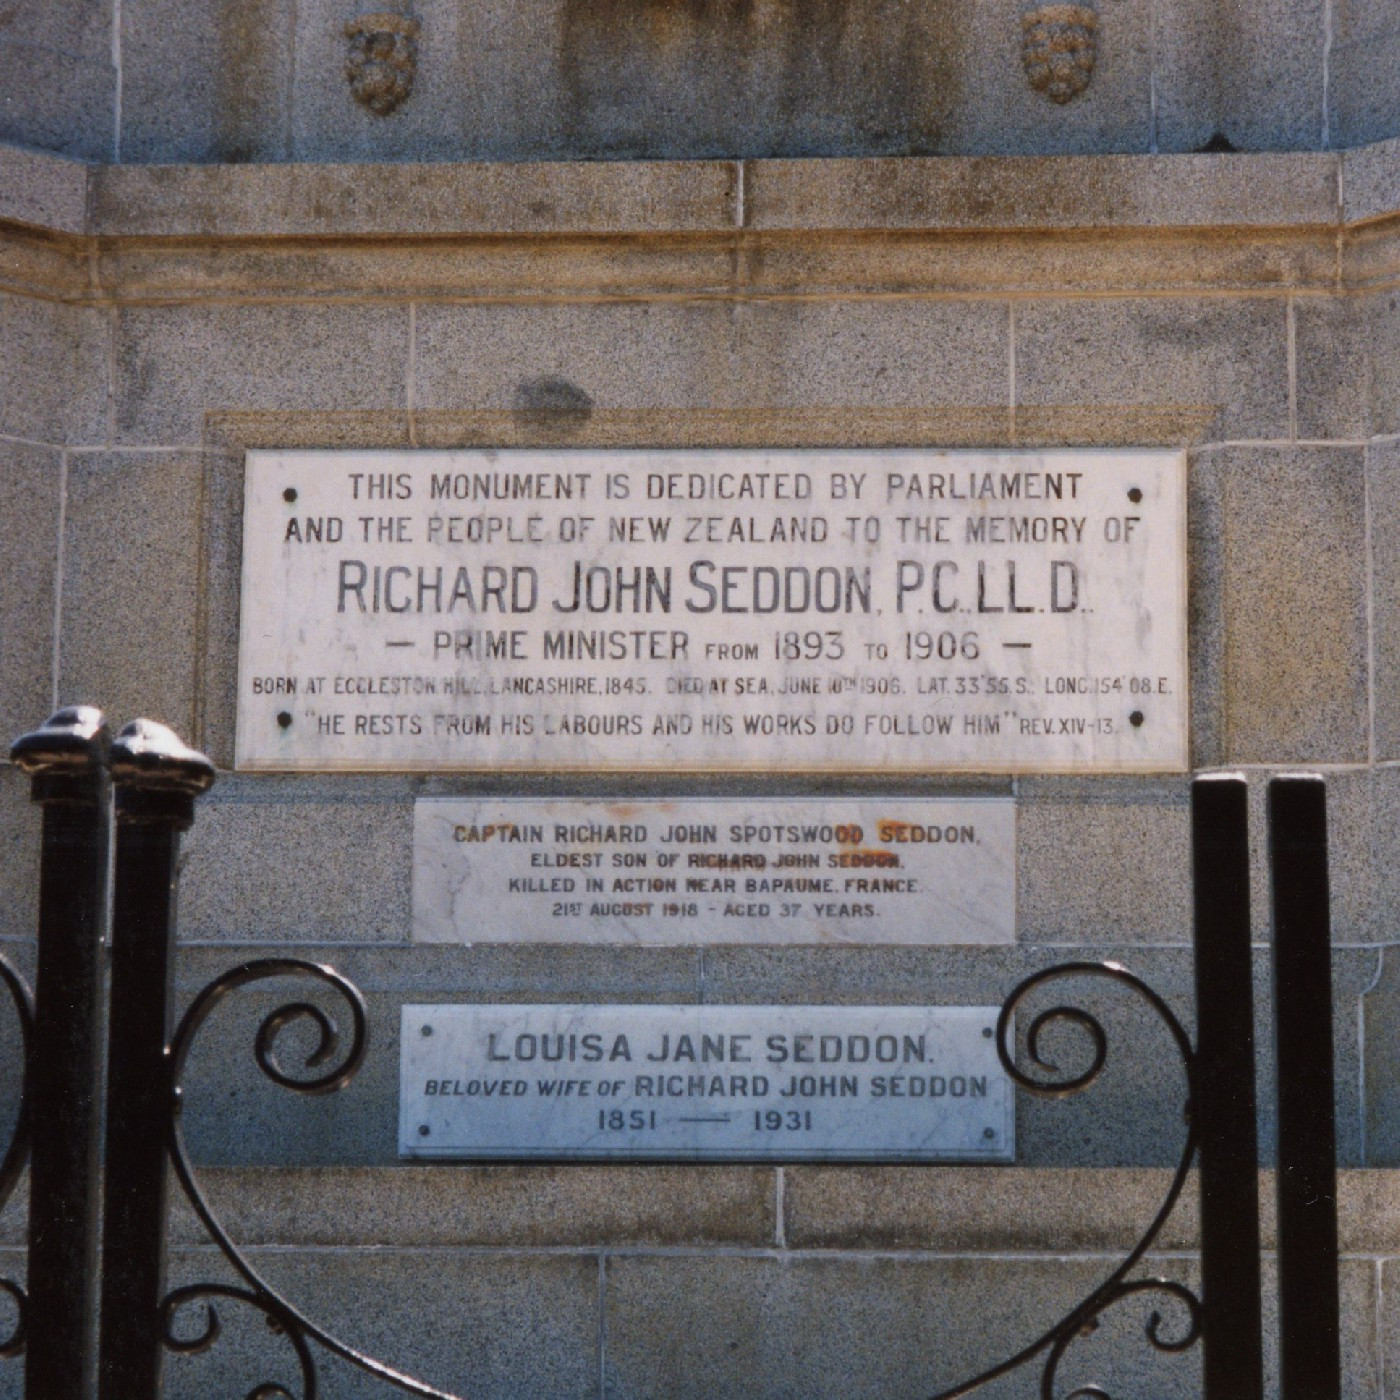 THIS MONUMENT IS DEDICATED BY PARLIAMENT
AND THE PEOPLE OF NEW ZEALAND TO THE MEMORY OF
RICHARD JOHN SEDDON, P.C., LL.D.,
— PRIME MINISTER FROM 1893 TO 1906 —
BORN AT ECCLESTON HILL, LANCASHIRE, 1845. DIED AT SEA, JUNE 10TH 1906. LAT. 33°55.S.; LONG. 154°08.E.
"HE RESTS FROM HIS LABOURS AND HIS WORKS DO FOLLOW HIM" REV. XIV-13.
CAPTAIN RICHARD JOHN SPOTSWOOD SEDDON,
ELDEST SON OF RICHARD JOHN SEDDON,
KILLED IN ACTION NEAR BAPAUME, FRANCE.
21ST AUGUST 1918 - AGED 37 YEARS.
LOUISA JANE SEDDON.
BELOVED WIFE OF RICHARD JOHN SEDDON
1851 — 1931